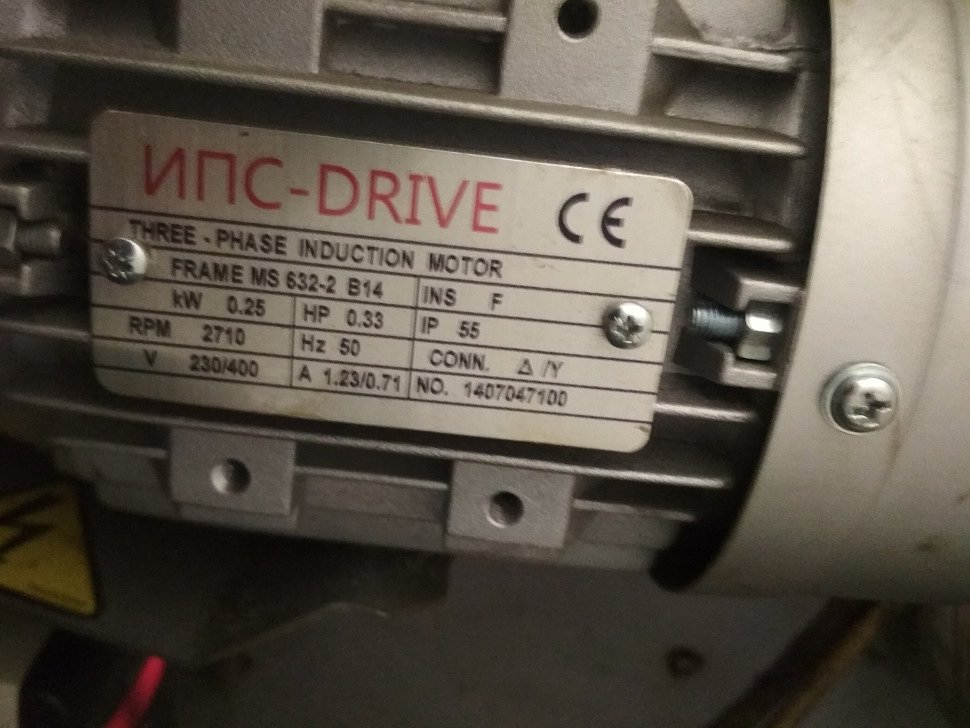 ИПС-DRIVE CE
THREE - PHASE INDUCTION MOTOR
FRAME MS 632-2 B14 INS F
kW 0.25 HP 0.33 IP 55
RPM 2710 Hz 50 CONN. Δ /Y
V 230/400 A 1.23/0.71 NO. 1407047100